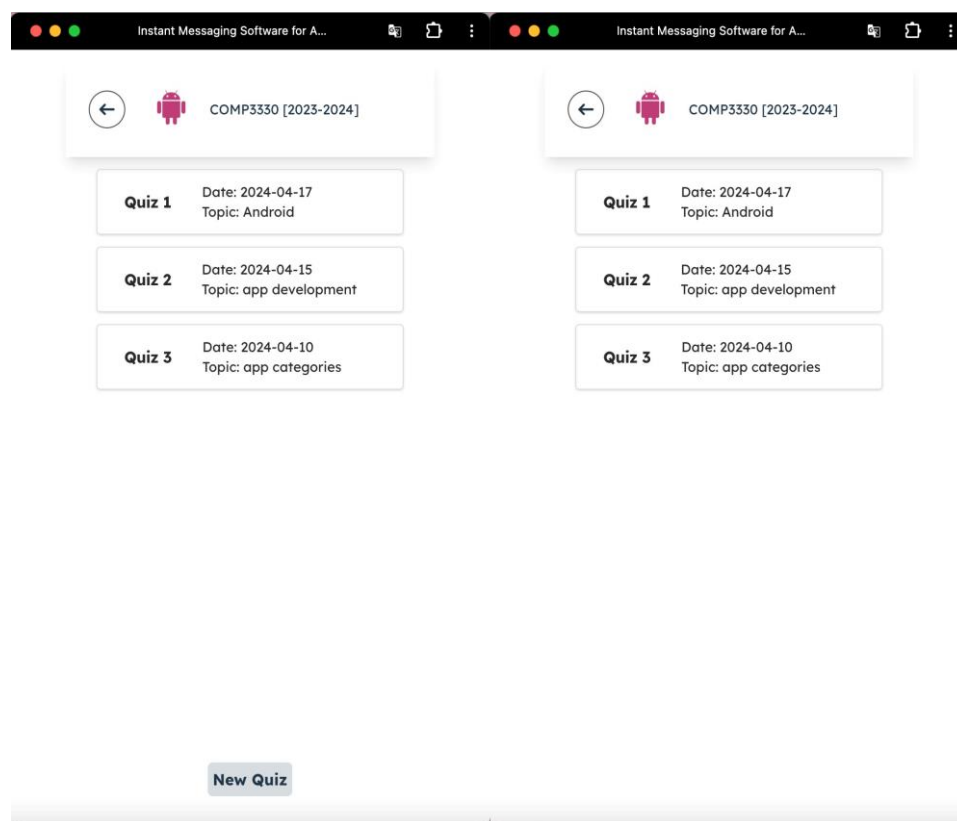 Instant Messaging Software for A...
COMP3330 [2023-2024]
Quiz 1
Date: 2024-04-17
Topic: Android
Quiz 2
Date: 2024-04-15
Topic: app development
Quiz 3
Date: 2024-04-10
Topic: app categories
New Quiz
Instant Messaging Software for A...
COMP3330 [2023-2024]
Quiz 1
Date: 2024-04-17
Topic: Android
Quiz 2
Date: 2024-04-15
Topic: app development
Quiz 3
Date: 2024-04-10
Topic: app categories